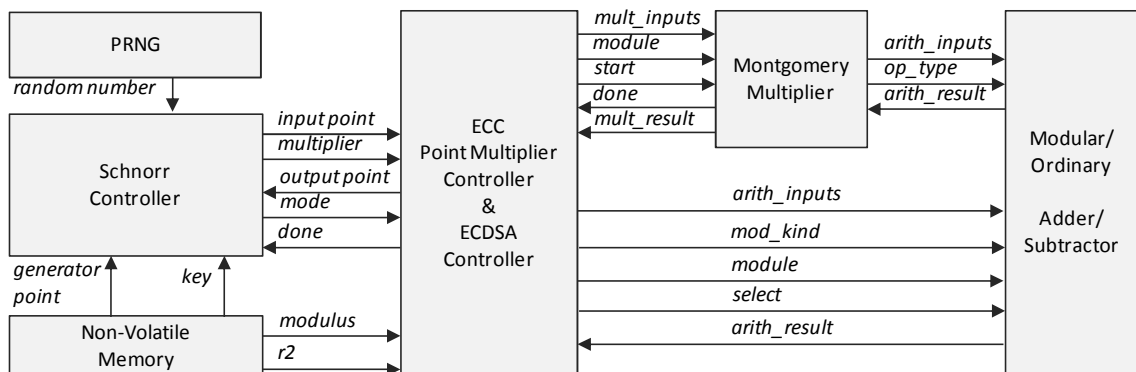 PRNG
random number
Schnorr
Controller
generator
point
key
Non-Volatile
Memory
input point
multiplier
output point
mode
done
modulus
r2
ECC
Point Multiplier
Controller
&
ECDSA
Controller
mult_inputs
module
start
done
mult_result
Montgomery
Multiplier
arith_inputs
op_type
arith_result
arith_inputs
mod_kind
module
select
arith_result
Modular/
Ordinary
Adder/
Subtractor